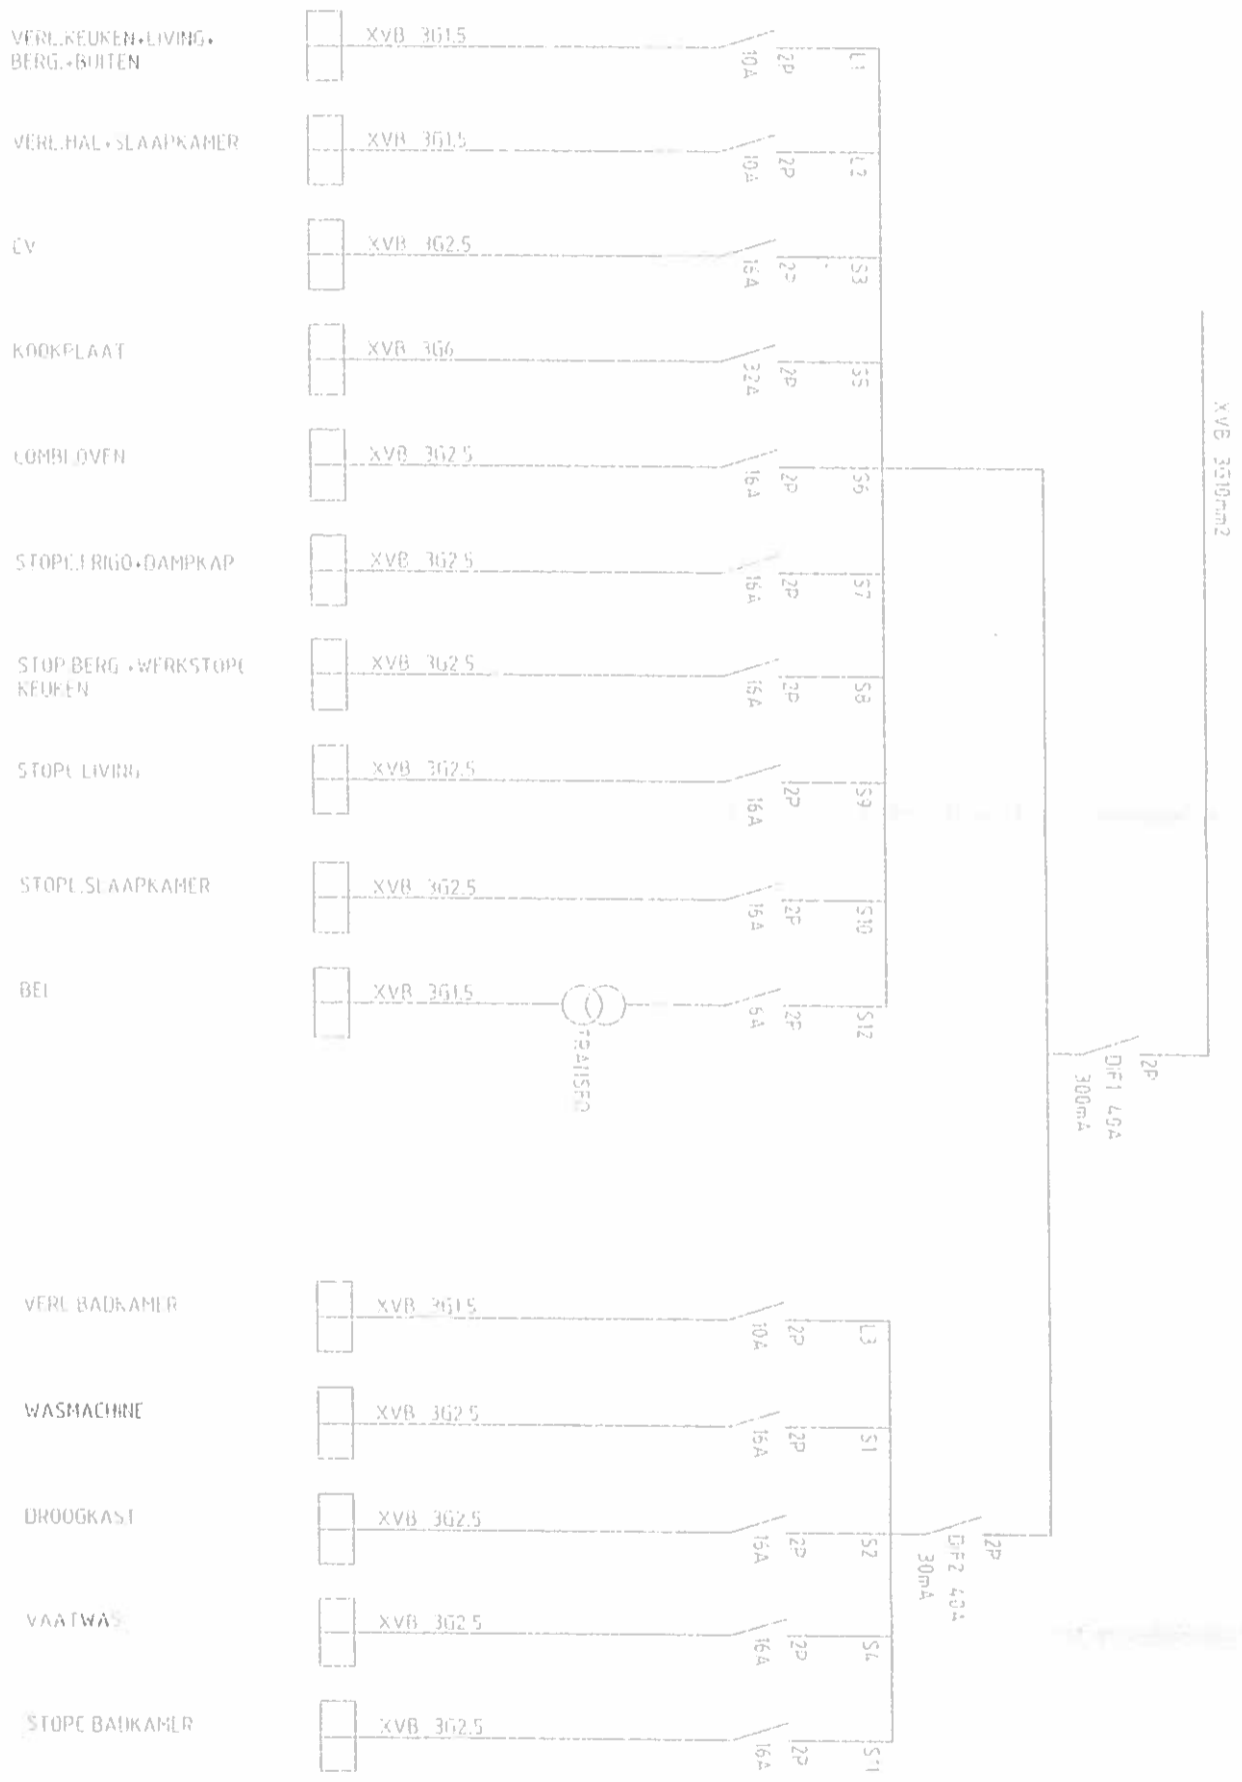 VERL.KEUKEN+LIVING+
BERG.+BUITEN
XVB 3G1.5
10A
2P
L1
VERL.HAL+SLAAPKAMER
XVB 3G1.5
10A
2P
L2
CV
XVB 3G2.5
16A
2P
S3
KOOKPLAAT
XVB 3G6
32A
2P
S5
COMBI.OVEN
XVB 3G2.5
16A
2P
S6
XVB 3G10mm2
STOPC.FRIGO+DAMPKAP
XVB 3G2.5
16A
2P
S7
STOP.BERG.+WERKSTOPC
KEUKEN
XVB 3G2.5
16A
2P
S8
STOPC LIVING
XVB 3G2.5
16A
2P
S9
STOPC.SLAAPKAMER
XVB 3G2.5
16A
2P
S10
BEL
XVB 3G1.5
TRANSFO
6A
2P
S12
2P
DIF1 40A
300mA
VERL BADKAMER
XVB 3G1.5
10A
2P
L3
WASMACHINE
XVB 3G2.5
16A
2P
S1
DROOGKAST
XVB 3G2.5
16A
2P
S2
2P
DIF2 40A
30mA
VAATWAS
XVB 3G2.5
16A
2P
S4
STOPC BADKAMER
XVB 3G2.5
16A
2P
S11